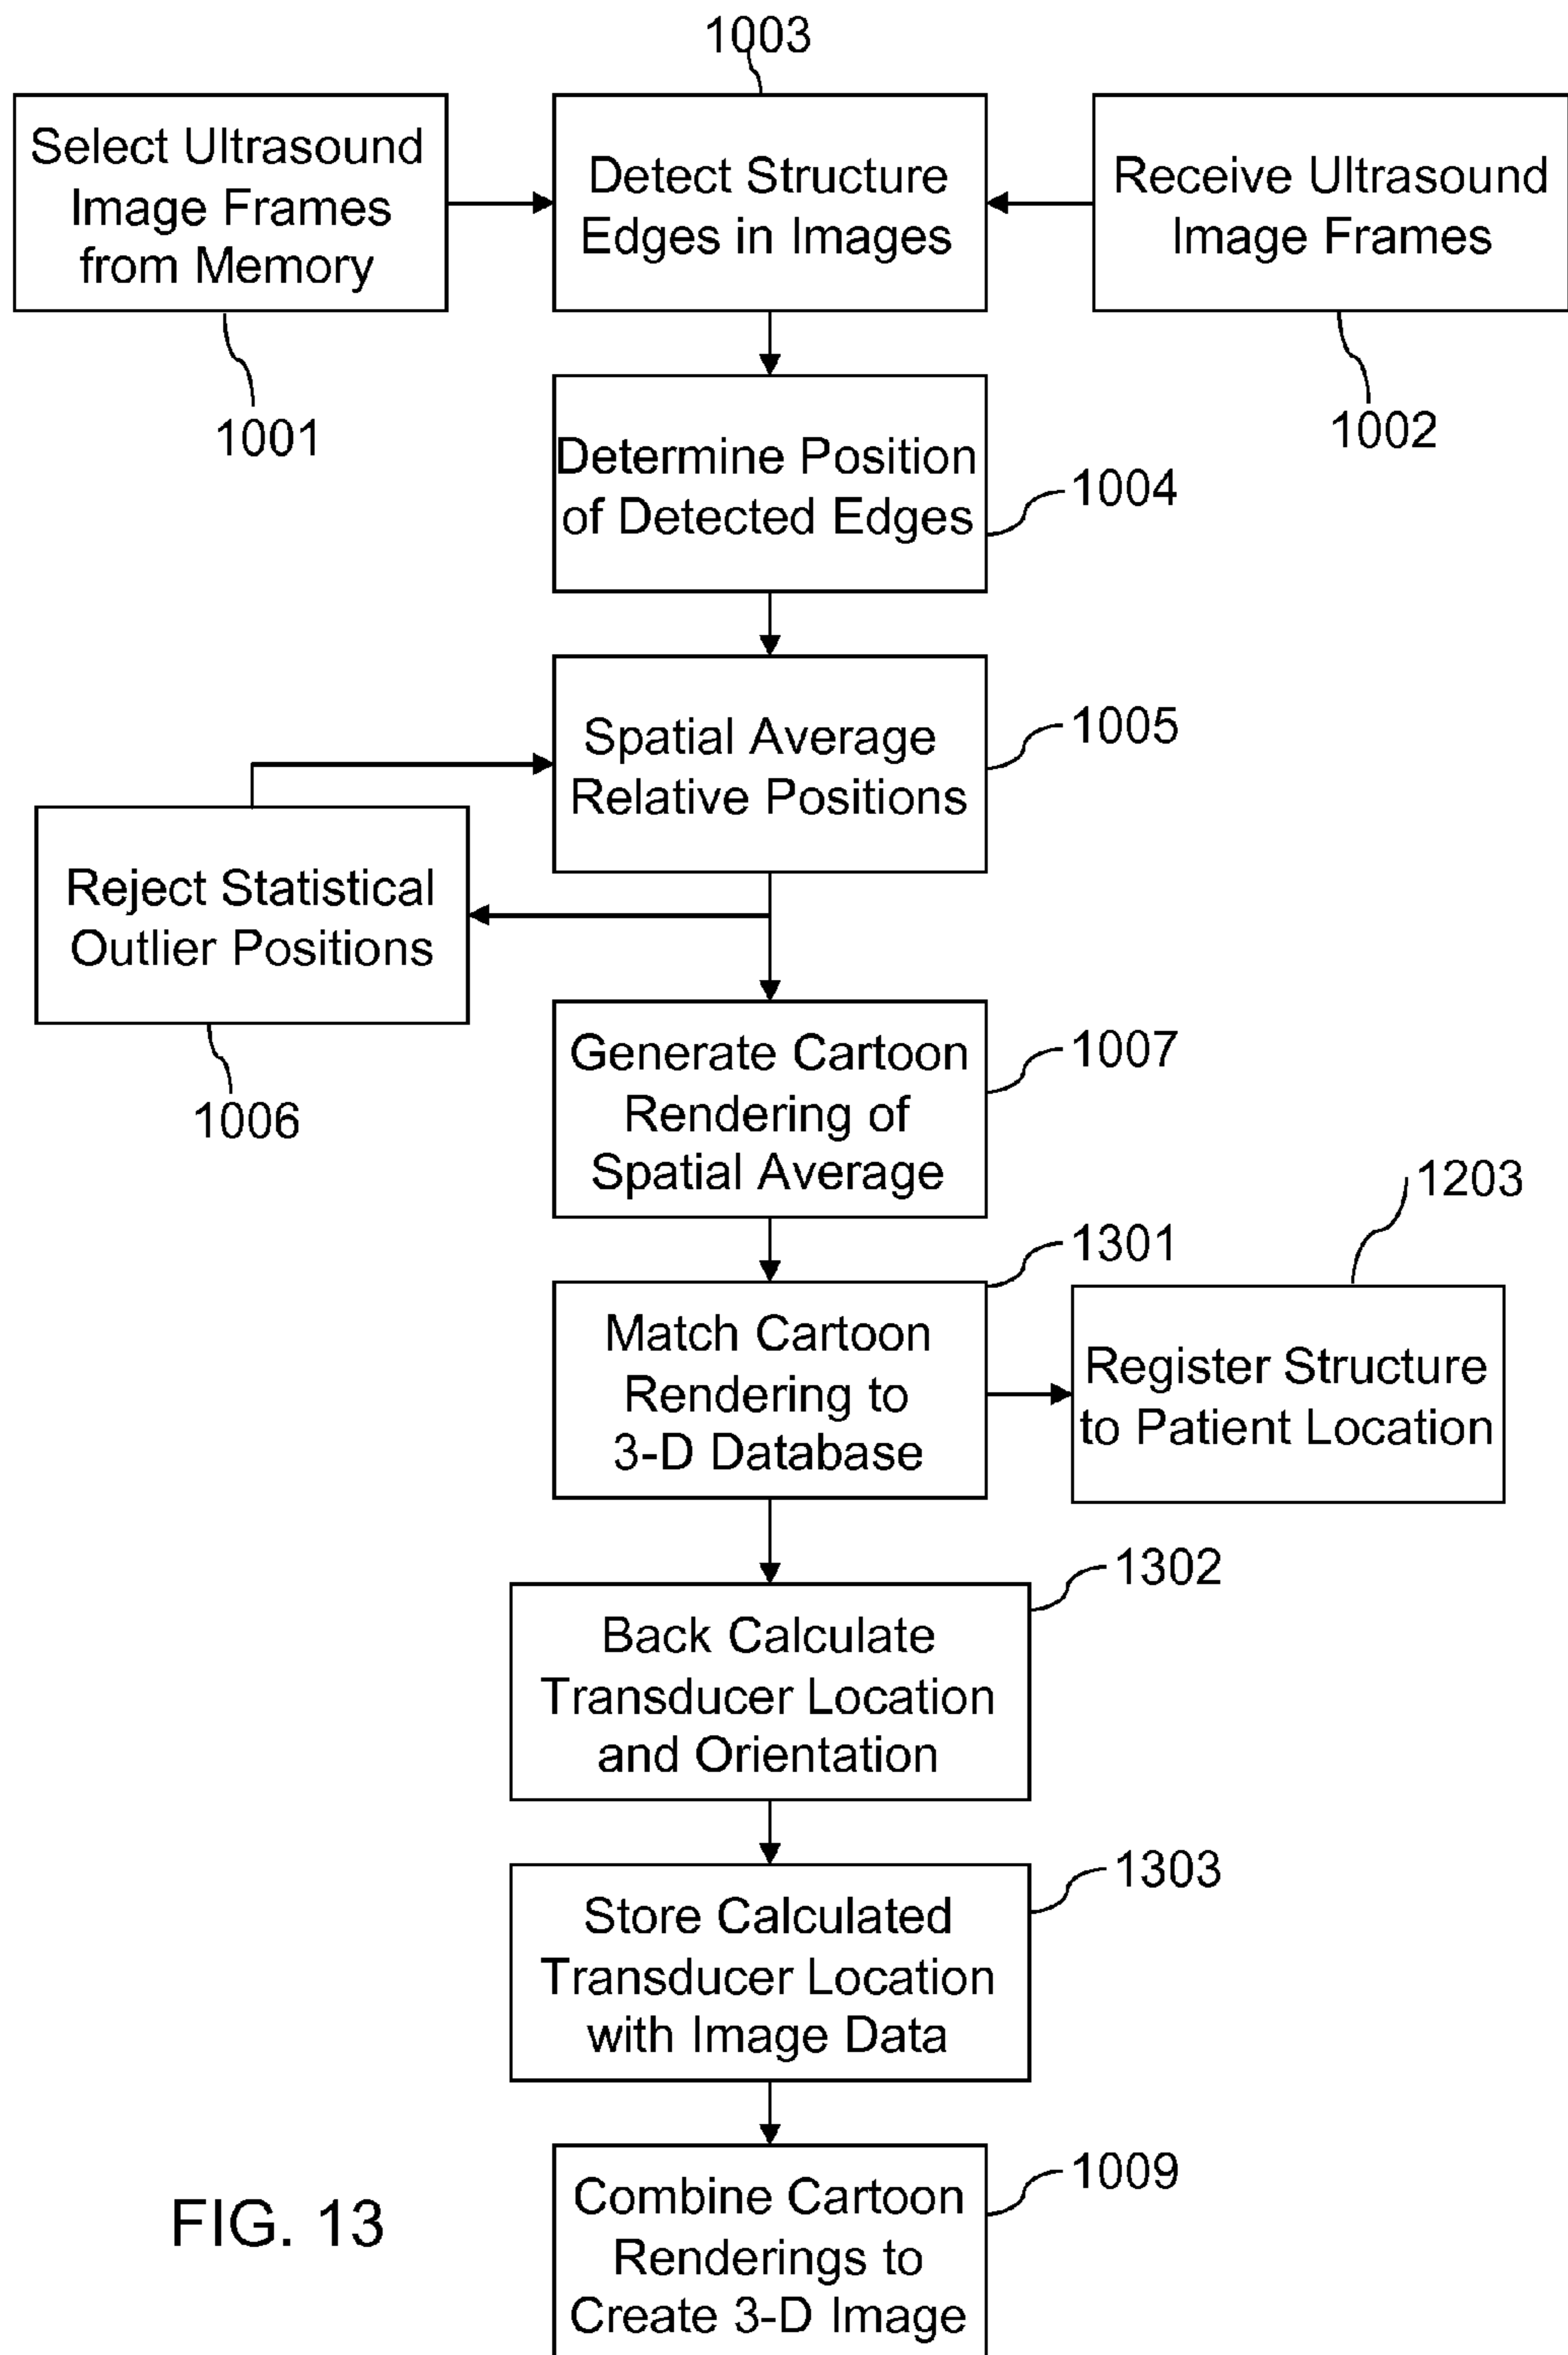 1003
Select Ultrasound
Image Frames
from Memory
Detect Structure
Edges in Images
Receive Ultrasound
Image Frames
1001
1002
Determine Position
of Detected Edges
1004
Spatial Average
Relative Positions
1005
Reject Statistical
Outlier Positions
1006
Generate Cartoon
Rendering of
Spatial Average
1007
1203
1301
Match Cartoon
Rendering to
3-D Database
Register Structure
to Patient Location
1302
Back Calculate
Transducer Location
and Orientation
1303
Store Calculated
Transducer Location
with Image Data
1009
Combine Cartoon
Renderings to
Create 3-D Image
FIG. 13